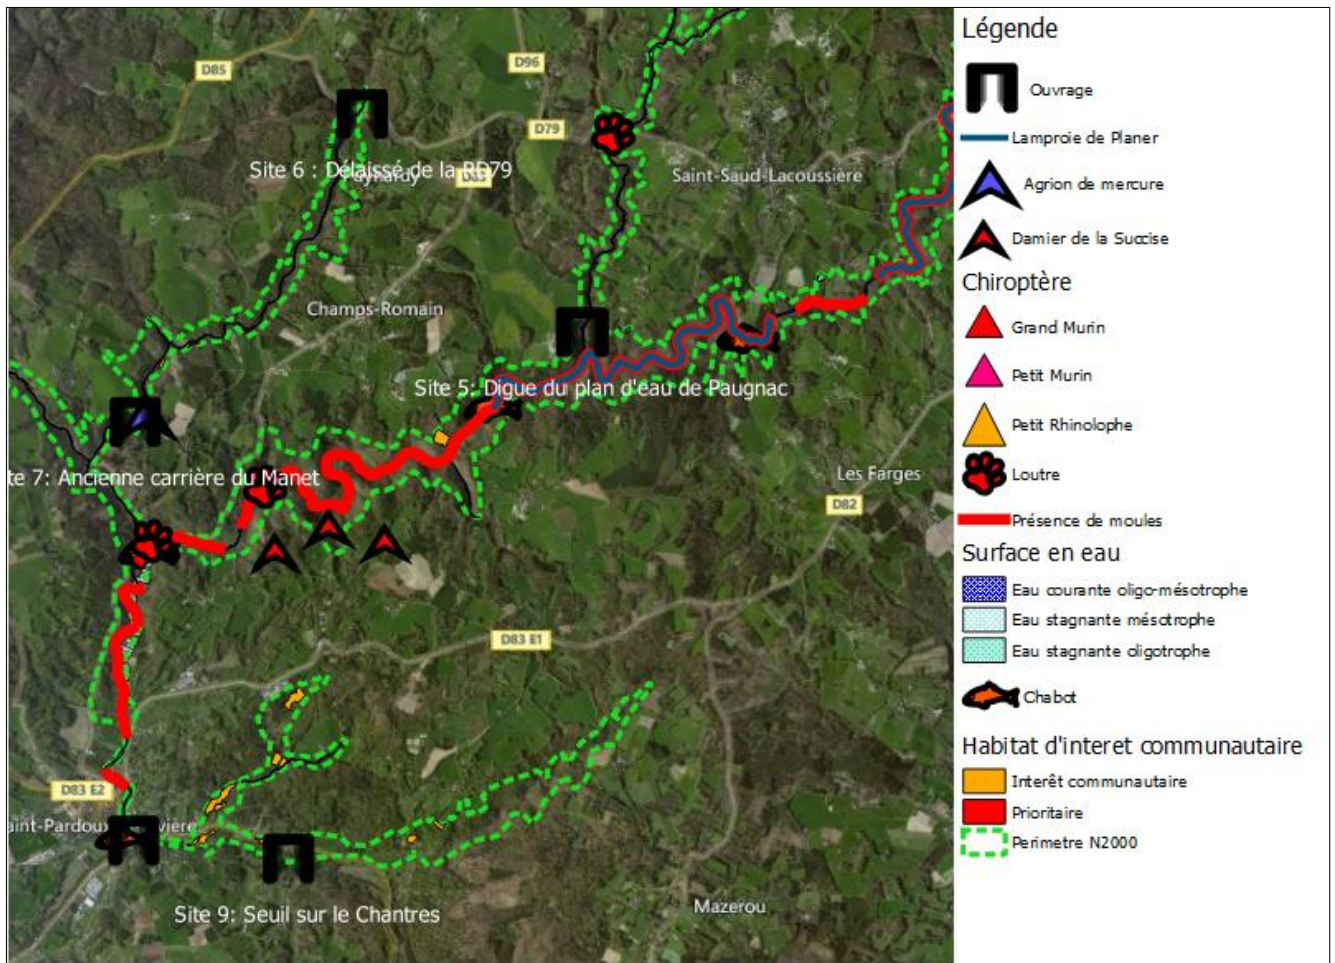 D85
D96
D79
Site 6 : Délaissé de la RD79
Saint-Saud-Lacoussière
Champs-Romain
Site 5: Digue du plan d'eau de Paugnac
te 7: Ancienne carrière du Manet
Les Farges
D82
D83 E1
D83 E2
aint-Pardoux
vière
Site 9: Seuil sur le Chantres
Mazerou
Légende
Ouvrage
Lamproie de Planer
Agrion de mercure
Damier de la Succise
Chiroptère
Grand Murin
Petit Murin
Petit Rhinolophe
Loutre
Présence de moules
Surface en eau
Eau courante oligo-mésotrophe
Eau stagnante mésotrophe
Eau stagnante oligotrophe
Chabot
Habitat d'interet communautaire
Interêt communautaire
Prioritaire
Perimetre N2000